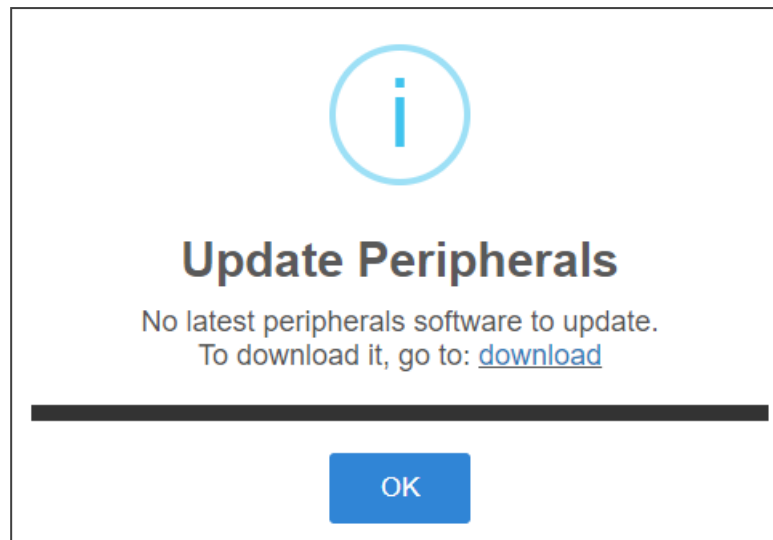 i
Update Peripherals
No latest peripherals software to update.
To download it, go to: download
OK